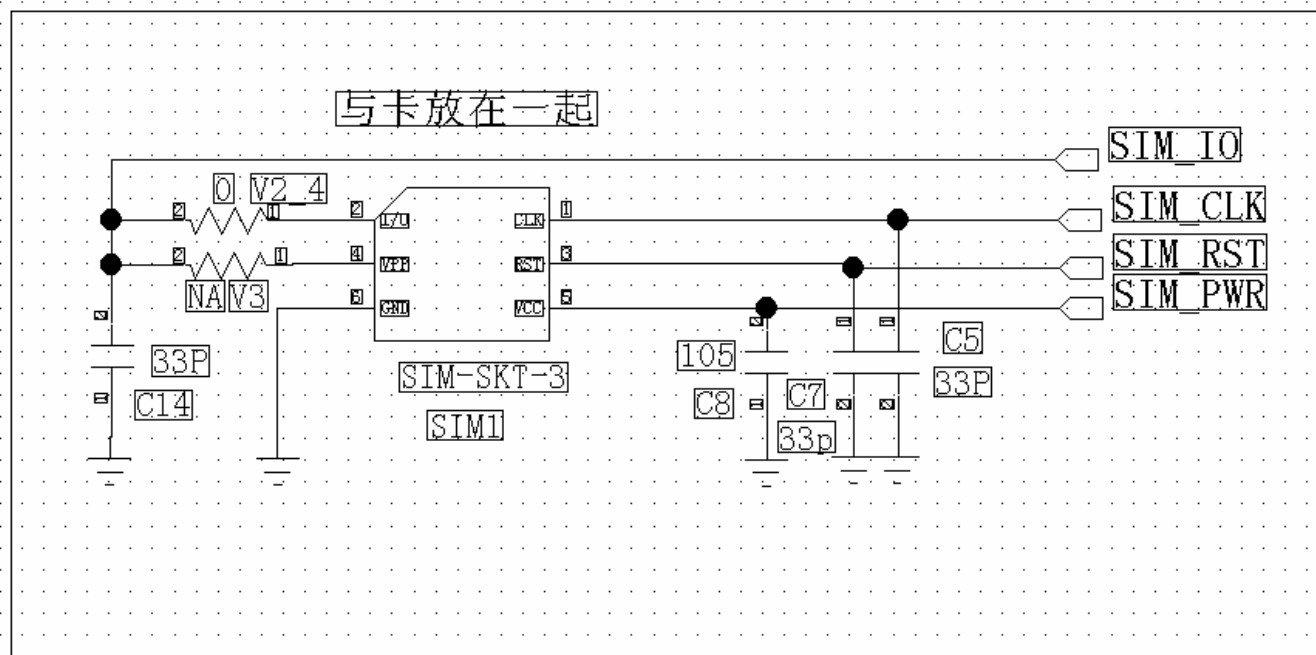 与卡放在一起
SIM_IO
0 V2_4
2 1 2 I/O CLK 1 SIM_CLK
2 1 4 VPP RST 3 SIM_RST
NA V3 6 GND VCC 5 SIM_PWR
33P
C14
SIM-SKT-3
SIM1
105
C8
C7
33p
C5
33P